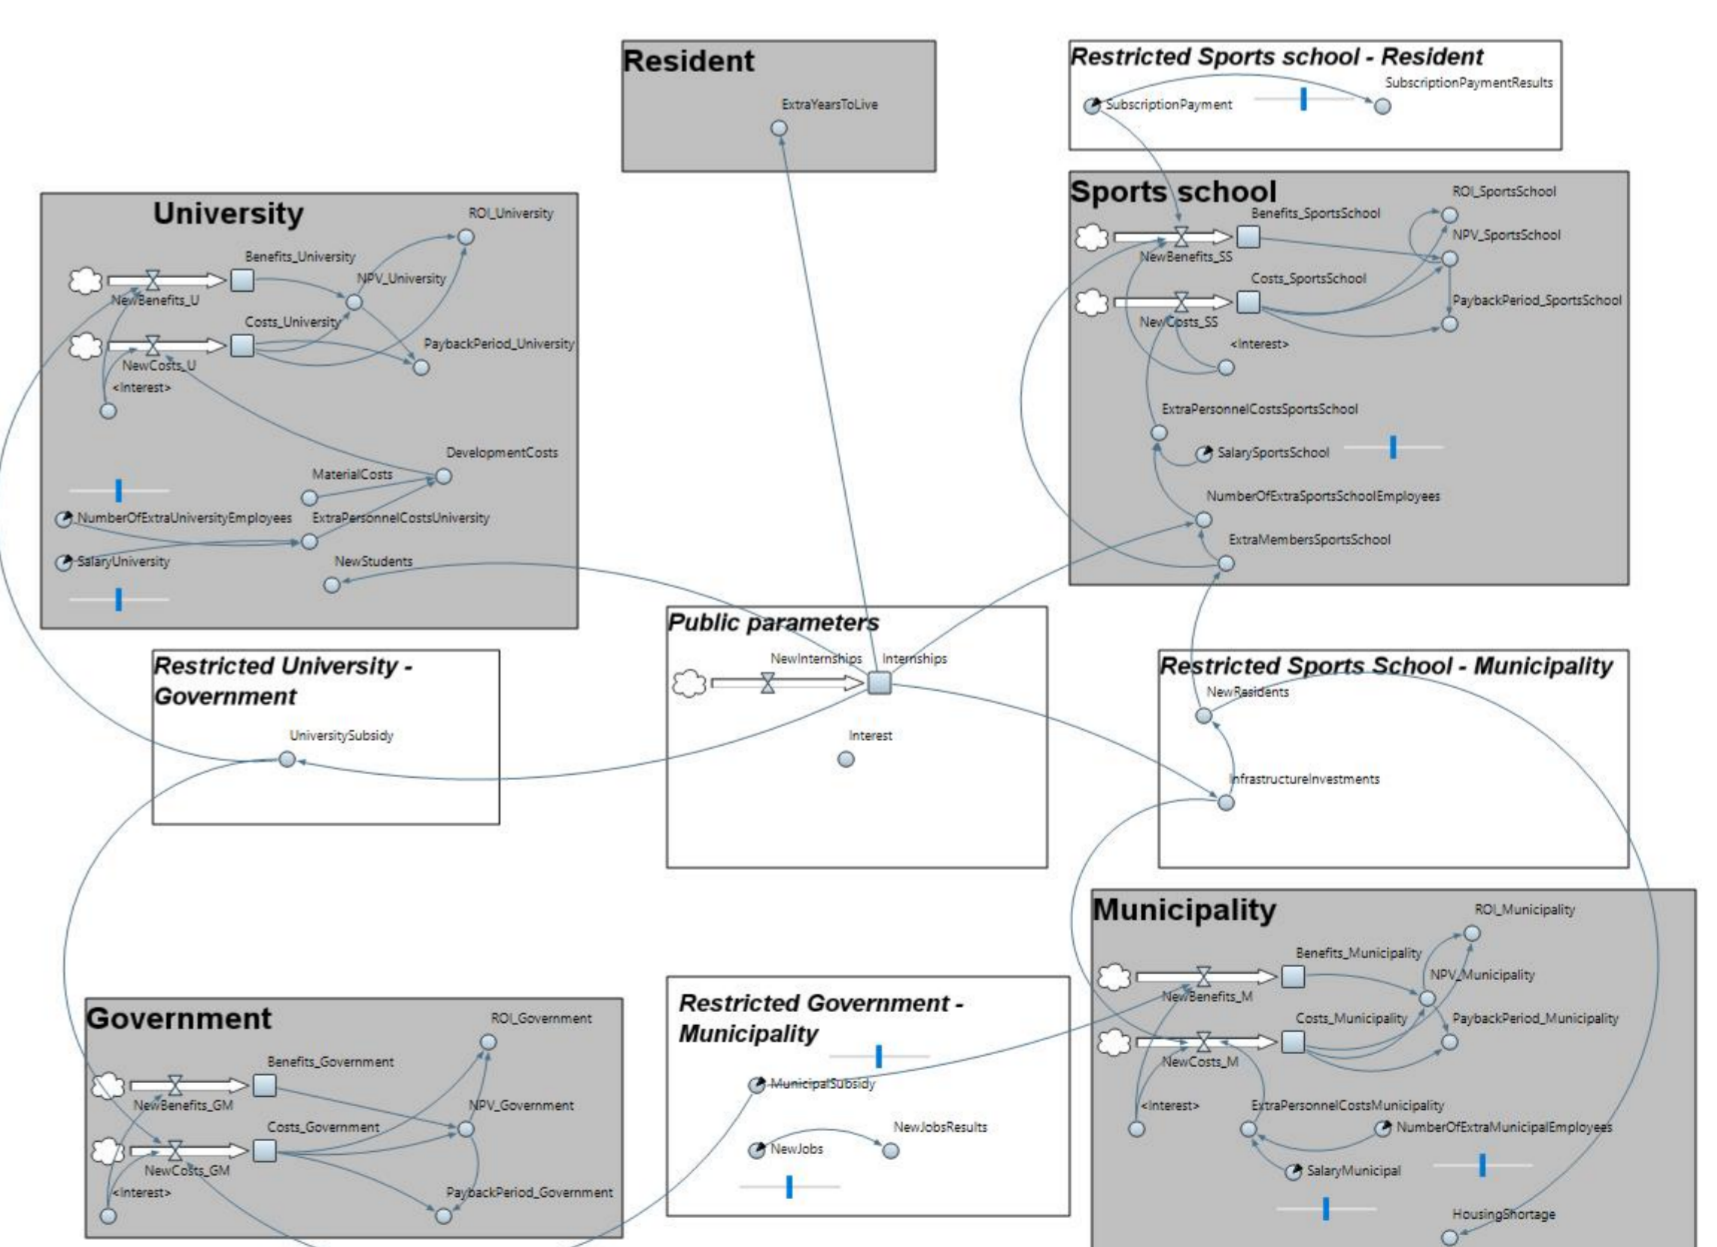 Resident
ExtraYearsToLive
Restricted Sports school - Resident
SubscriptionPaymentResults
SubscriptionPayment
University
ROI_University
Benefits_University
NPV_University
NewBenefits_U
Costs_University
PaybackPeriod_University
NewCosts_U
<Interest>
DevelopmentCosts
MaterialCosts
NumberOfExtraUniversityEmployees
ExtraPersonnelCostsUniversity
SalaryUniversity
NewStudents
Sports school
ROI_SportsSchool
Benefits_SportsSchool
NPV_SportsSchool
NewBenefits_SS
Costs_SportsSchool
PaybackPeriod_SportsSchool
NewCosts_SS
<Interest>
ExtraPersonnelCostsSportsSchool
SalarySportsSchool
NumberOfExtraSportsSchoolEmployees
ExtraMembersSportsSchool
Restricted University -
Government
UniversitySubsidy
Public parameters
NewInternships
Internships
Interest
Restricted Sports School - Municipality
NewResidents
InfrastructureInvestments
Government
ROI_Government
Benefits_Government
NewBenefits_GM
NPV_Government
Costs_Government
NewCosts_GM
<Interest>
PaybackPeriod_Government
Restricted Government -
Municipality
MunicipalSubsidy
NewJobsResults
NewJobs
Municipality
ROI_Municipality
Benefits_Municipality
NPV_Municipality
NewBenefits_M
Costs_Municipality
PaybackPeriod_Municipality
NewCosts_M
<Interest>
ExtraPersonnelCostsMunicipality
NumberOfExtraMunicipalEmployees
SalaryMunicipal
HousingShortage